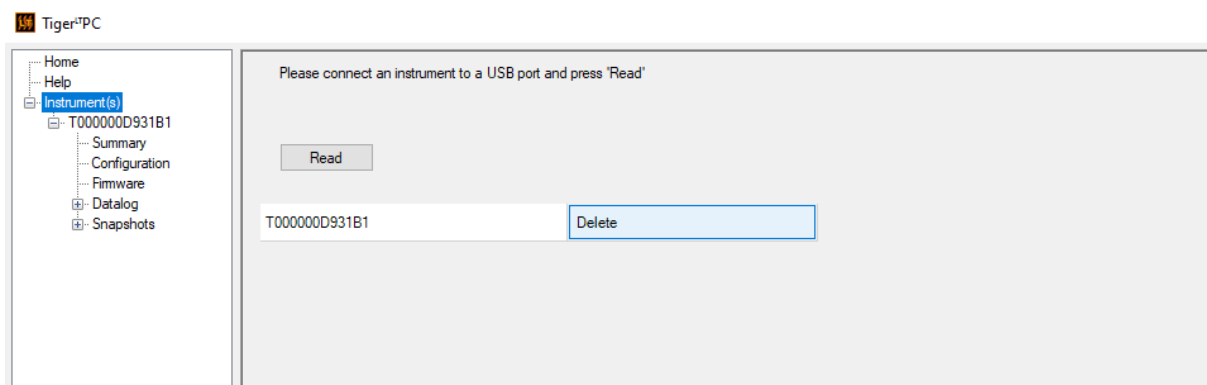 TigerᴸᵀPC
Home
Help
Instrument(s)
T000000D931B1
Summary
Configuration
Firmware
Datalog
Snapshots
Please connect an instrument to a USB port and press 'Read'
Read
T000000D931B1 Delete